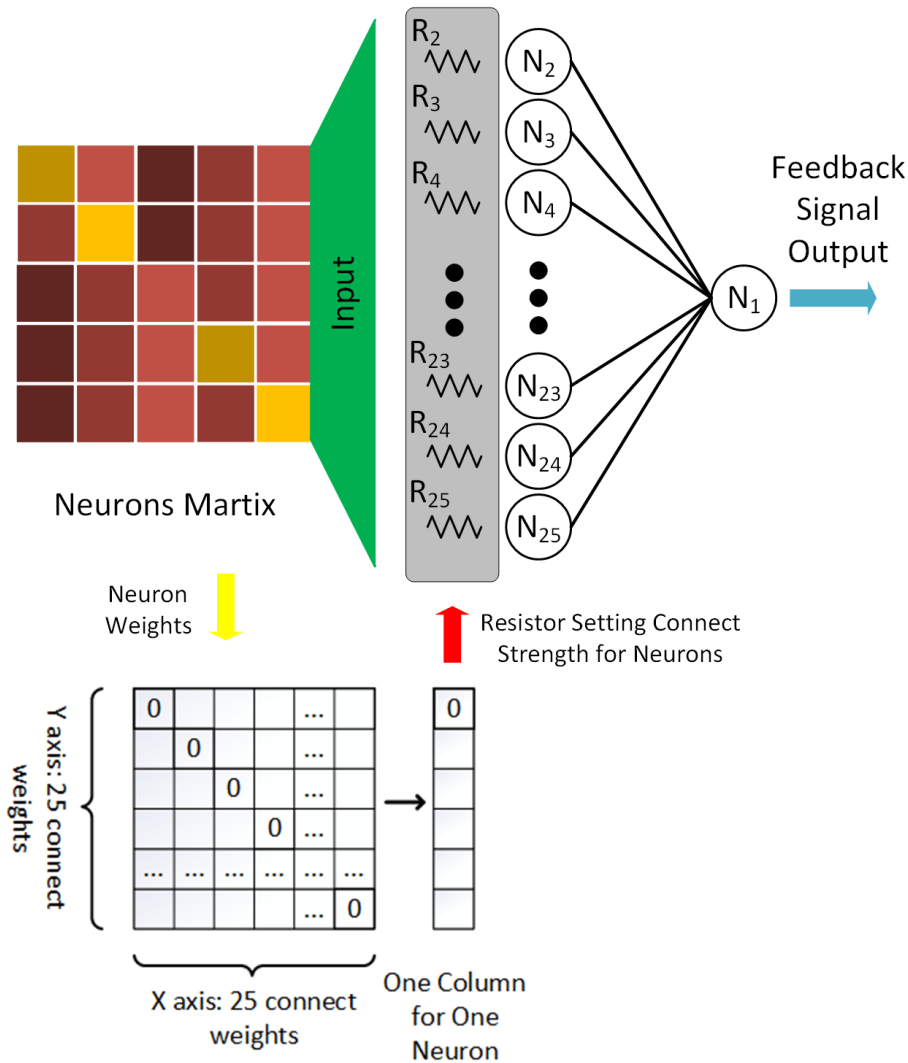 R2
N2
R3
N3
R4
N4
Feedback
Signal
Output
Input
N1
R23
N23
R24
N24
R25
N25
Neurons Martix
Neuron
Weights
Resistor Setting Connect
Strength for Neurons
Y axis: 25 connect
weights
0 ...
0 ...
0 ...
0 ...
... ... ... ... ... ...
... 0
0
X axis: 25 connect
weights
One Column
for One
Neuron